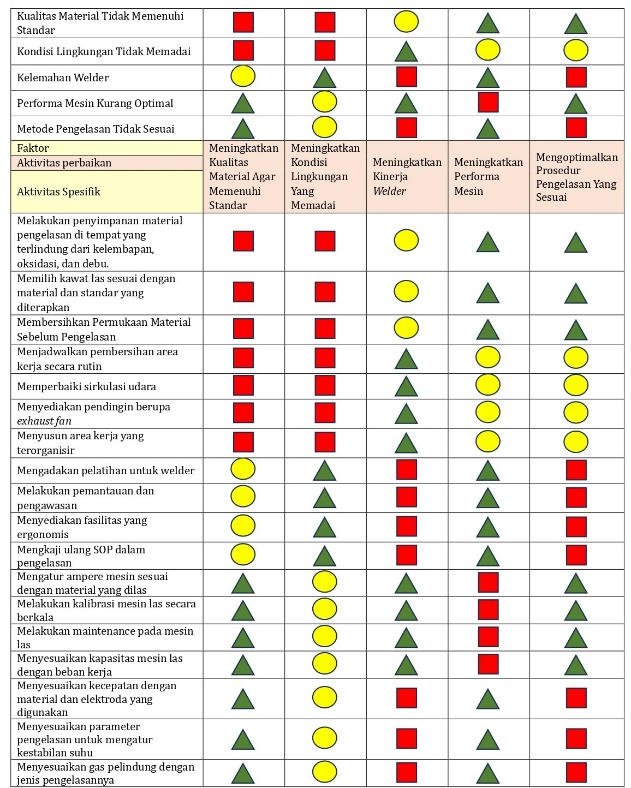 Kualitas Material Tidak Memenuhi
Standar
Kondisi Lingkungan Tidak Memadai
Kelemahan Welder
Performa Mesin Kurang Optimal
Metode Pengelasan Tidak Sesuai
Faktor
Aktivitas perbaikan
Aktivitas Spesifik
Meningkatkan
Kualitas
Material Agar
Memenuhi
Standar
Meningkatkan
Kondisi
Lingkungan
Yang
Memadai
Meningkatkan
Kinerja
Welder
Meningkatkan
Performa
Mesin
Mengoptimalkan
Prosedur
Pengelasan Yang
Sesuai
Melakukan penyimpanan material
pengelasan di tempat yang
terlindung dari kelembapan,
oksidasi, dan debu.
Memilih kawat las sesuai dengan
material dan standar yang
diterapkan
Membersihkan Permukaan Material
Sebelum Pengelasan
Menjadwalkan pembersihan area
kerja secara rutin
Memperbaiki sirkulasi udara
Menyediakan pendingin berupa
exhaust fan
Menyusun area kerja yang
terorganisir
Mengadakan pelatihan untuk welder
Melakukan pemantauan dan
pengawasan
Menyediakan fasilitas yang
ergonomis
Mengkaji ulang SOP dalam
pengelasan
Mengatur ampere mesin sesuai
dengan material yang dilas
Melakukan kalibrasi mesin las secara
berkala
Melakukan maintenance pada mesin
las
Menyesuaikan kapasitas mesin las
dengan beban kerja
Menyesuaikan kecepatan dengan
material dan elektroda yang
digunakan
Menyesuaikan parameter
pengelasan untuk mengatur
kestabilan suhu
Menyesuaikan gas pelindung dengan
jenis pengelasannya